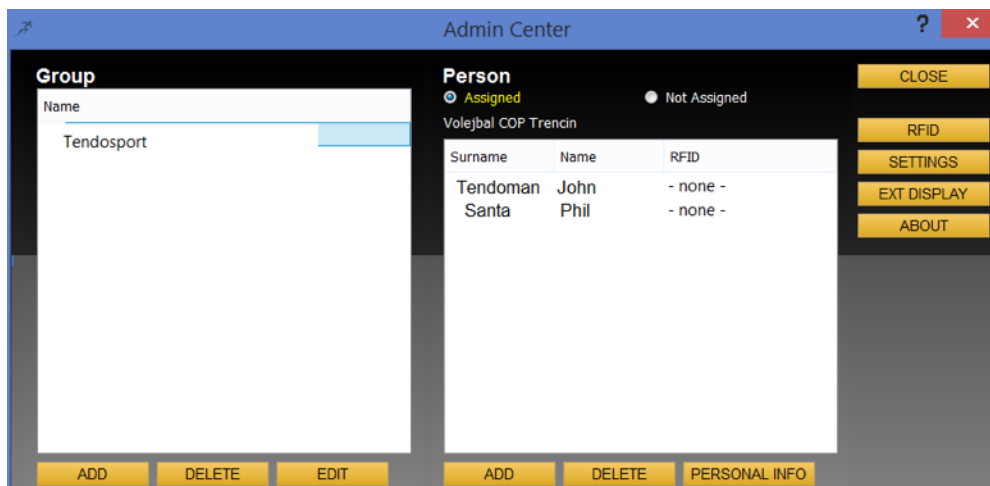 Admin Center ? ×
Group
Name
Tendosport
ADD DELETE EDIT
Person
Assigned Not Assigned
Volejbal COP Trencin
Surname Name RFID
Tendoman John - none -
Santa Phil - none -
ADD DELETE PERSONAL INFO
CLOSE
RFID
SETTINGS
EXT DISPLAY
ABOUT